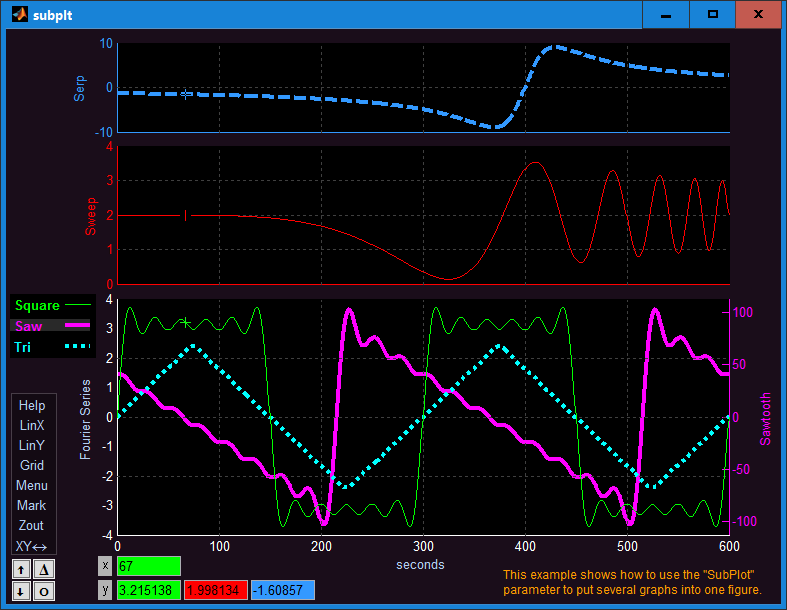 subplt
10
0
-10
Serp
4
3
2
1
0
Sweep
Square
Saw
Tri
4
3
2
1
0
-1
-2
-3
-4
Fourier Series
100
50
0
-50
-100
Sawtooth
Help
LinX
LinY
Grid
Menu
Mark
Zout
XY↔
0 100 200 300 400 500 600
seconds
x 67
y 3.215138 1.998134 -1.60857
↑ Δ
↓ O
This example shows how to use the "SubPlot"
parameter to put several graphs into one figure.